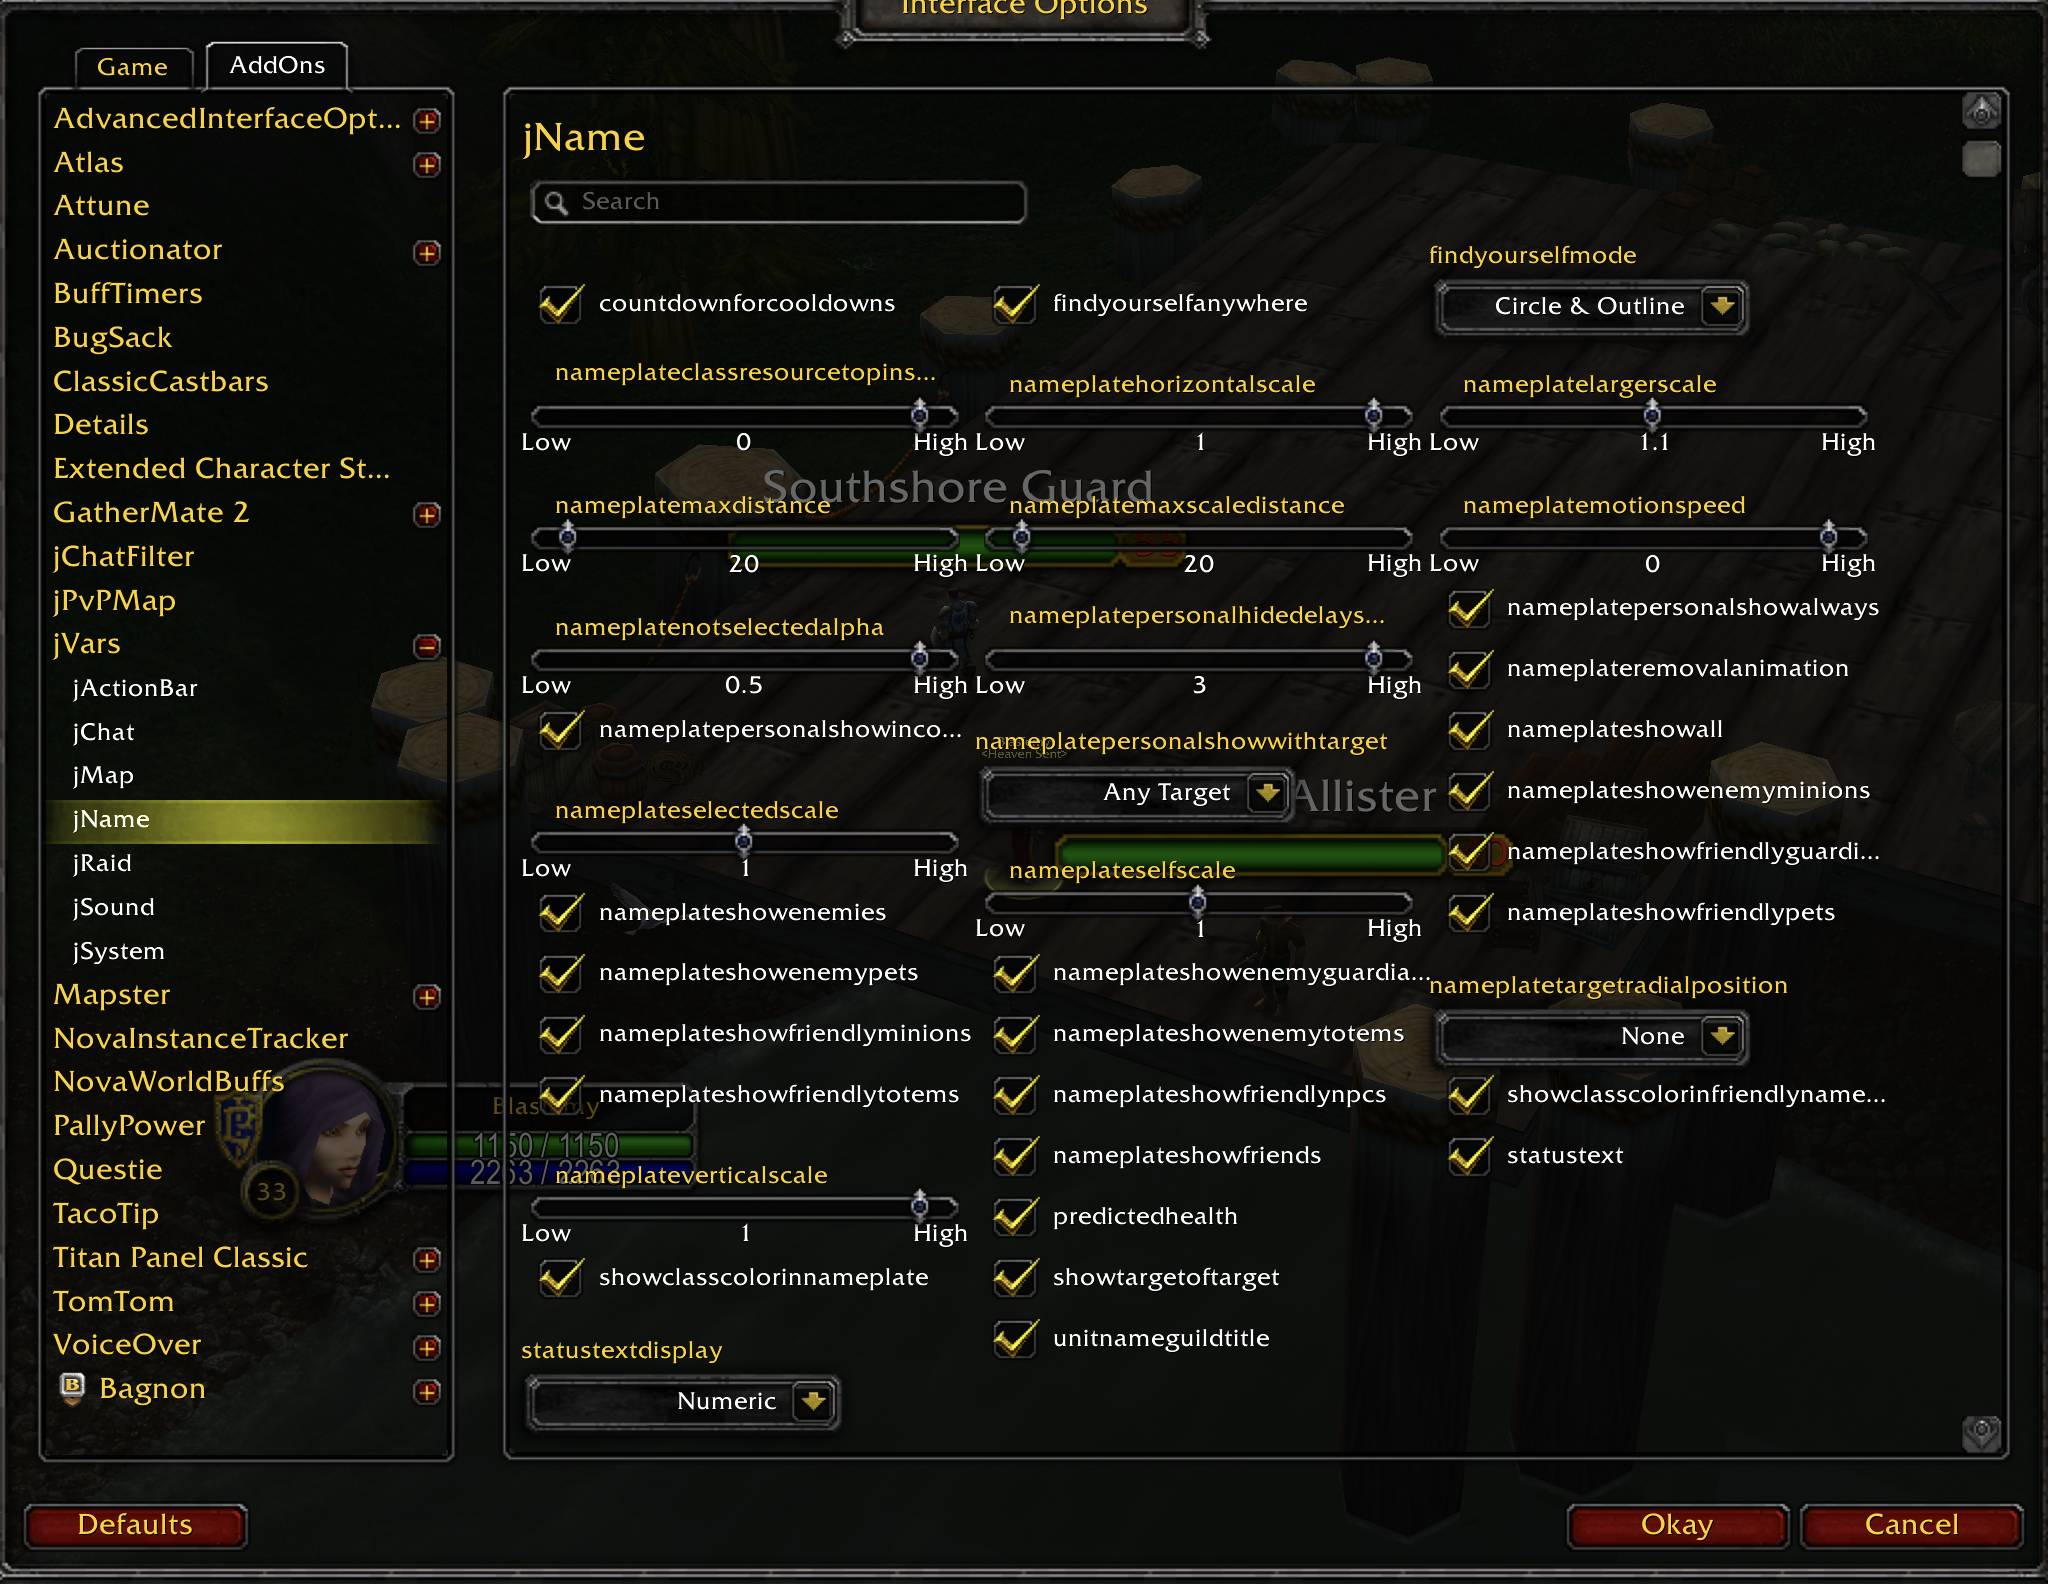 Interface Options
Game
AddOns
AdvancedInterfaceOpt...
Atlas
Attune
Auctionator
BuffTimers
BugSack
ClassicCastbars
Details
Extended Character St...
GatherMate 2
jChatFilter
jPvPMap
jVars
jActionBar
jChat
jMap
jName
jRaid
jSound
jSystem
Mapster
NovaInstanceTracker
NovaWorldBuffs
PallyPower
Questie
TacoTip
Titan Panel Classic
TomTom
VoiceOver
B Bagnon
33
1150 / 1150
2263 / 2263
jName
Search
countdownforcooldowns
findyourselfanywhere
findyourselfmode
Circle & Outline
nameplateclassresourcetopins...
Low 0 High
nameplatehorizontalscale
Low 1 High
nameplatelargerscale
Low 1.1 High
Southshore Guard
nameplatemaxdistance
Low 20 High
nameplatemaxscaledistance
Low 20 High
nameplatemotionspeed
Low 0 High
nameplatenotselectedalpha
Low 0.5 High
nameplatepersonalhidedelays...
Low 3 High
nameplatepersonalshowalways
nameplateremovalanimation
nameplatepersonalshowinco...
nameplatepersonalshowwithtarget
<Heaven Sent>
Any Target
Allister
nameplateshowall
nameplateshowenemyminions
nameplateselectedscale
Low 1 High
nameplateselfscale
Low 1 High
nameplateshowfriendlyguardi...
nameplateshowenemies
nameplateshowfriendlypets
nameplateshowenemypets
nameplateshowenemyguardia...
nameplatetargetradialposition
None
nameplateshowfriendlyminions
nameplateshowenemytotems
nameplateshowfriendlytotems
nameplateshowfriendlynpcs
showclasscolorinfriendlyname...
nameplateverticalscale
Low 1 High
nameplateshowfriends
statustext
predictedhealth
showclasscolorinnameplate
showtargetoftarget
statustextdisplay
Numeric
unitnameguildtitle
Defaults
Okay
Cancel